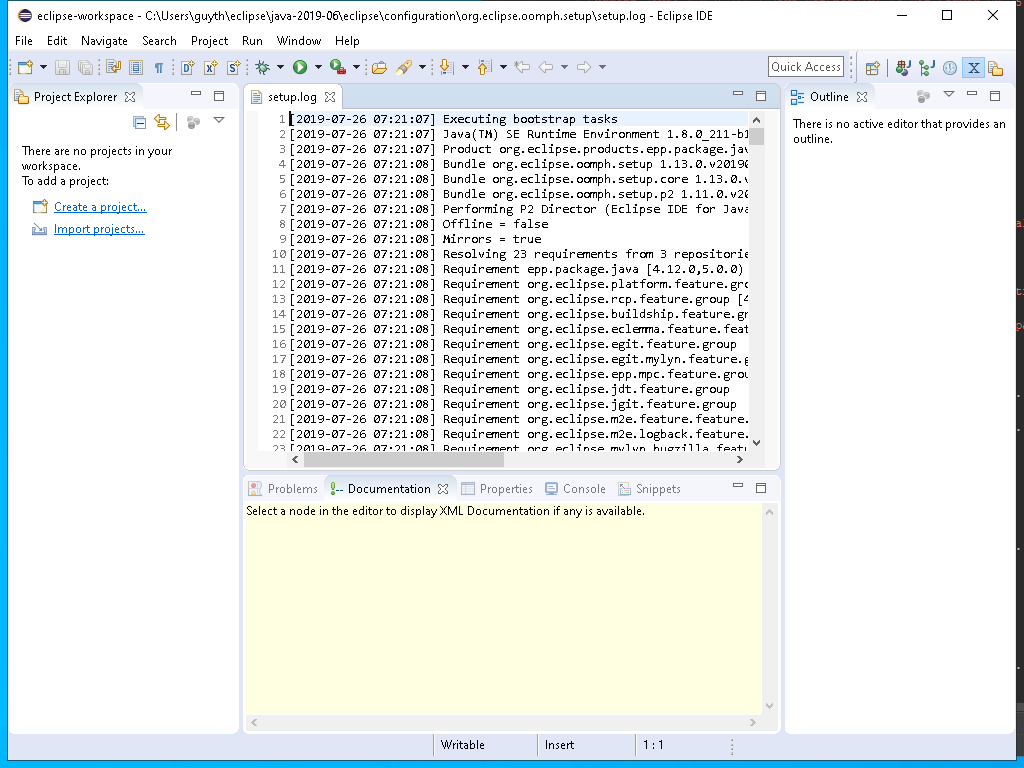 eclipse-workspace - C:\Users\guyth\eclipse\java-2019-06\eclipse\configuration\org.eclipse.oomph.setup\setup.log - Eclipse IDE
File Edit Navigate Search Project Run Window Help
Quick Access
Project Explorer
There are no projects in your
workspace.
To add a project:
Create a project...
Import projects...
setup.log
1 [2019-07-26 07:21:07] Executing bootstrap tasks
2 [2019-07-26 07:21:07] Java(TM) SE Runtime Environment 1.8.0_211-b1
3 [2019-07-26 07:21:07] Product org.eclipse.products.epp.package.jav
4 [2019-07-26 07:21:08] Bundle org.eclipse.oomph.setup 1.13.0.v20190
5 [2019-07-26 07:21:08] Bundle org.eclipse.oomph.setup.core 1.13.0.v
6 [2019-07-26 07:21:08] Bundle org.eclipse.oomph.setup.p2 1.11.0.v20
7 [2019-07-26 07:21:08] Performing P2 Director (Eclipse IDE for Java
8 [2019-07-26 07:21:08] Offline = false
9 [2019-07-26 07:21:08] Mirrors = true
10 [2019-07-26 07:21:08] Resolving 23 requirements from 3 repositorie
11 [2019-07-26 07:21:08] Requirement epp.package.java [4.12.0,5.0.0)
12 [2019-07-26 07:21:08] Requirement org.eclipse.platform.feature.gro
13 [2019-07-26 07:21:08] Requirement org.eclipse.rcp.feature.group [4
14 [2019-07-26 07:21:08] Requirement org.eclipse.buildship.feature.gr
15 [2019-07-26 07:21:08] Requirement org.eclipse.eclemma.feature.feat
16 [2019-07-26 07:21:08] Requirement org.eclipse.egit.feature.group
17 [2019-07-26 07:21:08] Requirement org.eclipse.egit.mylyn.feature.g
18 [2019-07-26 07:21:08] Requirement org.eclipse.epp.mpc.feature.grou
19 [2019-07-26 07:21:08] Requirement org.eclipse.jdt.feature.group
20 [2019-07-26 07:21:08] Requirement org.eclipse.jgit.feature.group
21 [2019-07-26 07:21:08] Requirement org.eclipse.m2e.feature.feature.
22 [2019-07-26 07:21:08] Requirement org.eclipse.m2e.logback.feature.
23 [2019-07-26 07:21:08] Requirement org.eclipse.mylyn.bugzilla_featu
Outline
There is no active editor that provides an
outline.
Problems Documentation Properties Console Snippets
Select a node in the editor to display XML Documentation if any is available.
Writable Insert 1 : 1